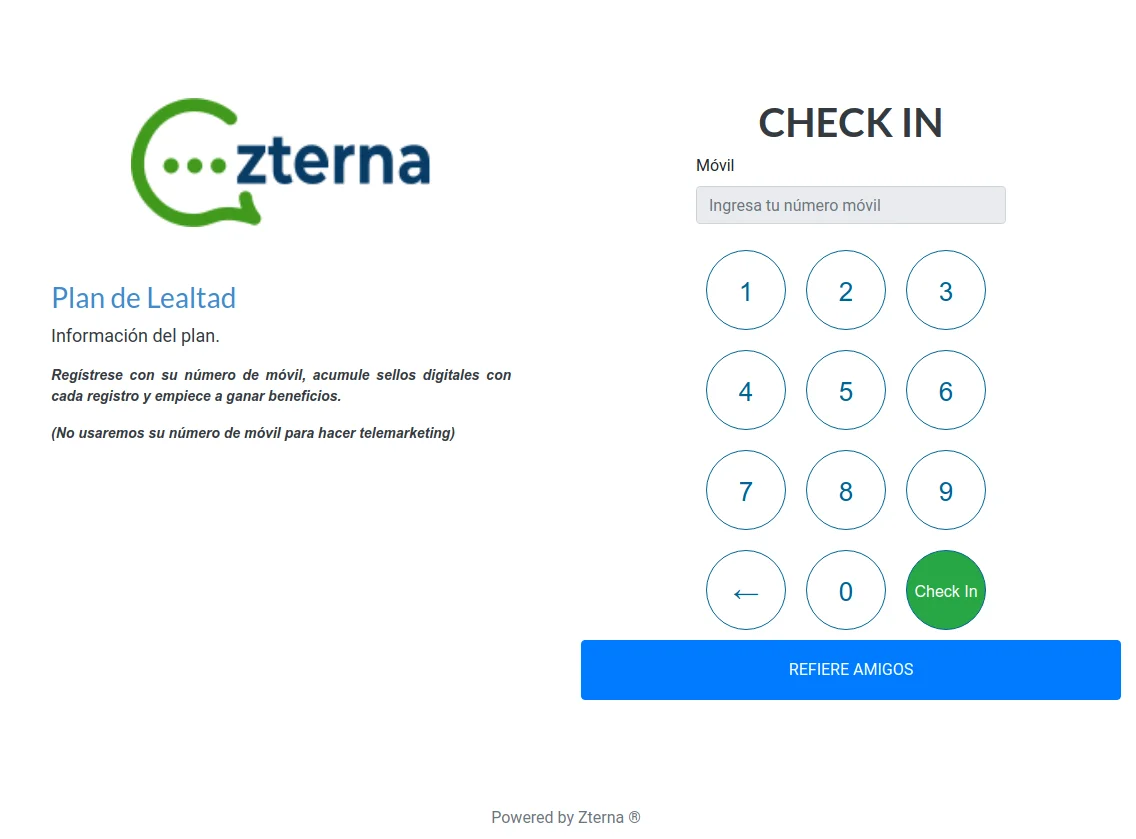 zterna
Plan de Lealtad
Información del plan.
Regístrese con su número de móvil, acumule sellos digitales con
cada registro y empiece a ganar beneficios.
(No usaremos su número de móvil para hacer telemarketing)
CHECK IN
Móvil
Ingresa tu número móvil
1 2 3
4 5 6
7 8 9
← 0 Check In
REFIERE AMIGOS
Powered by Zterna ®